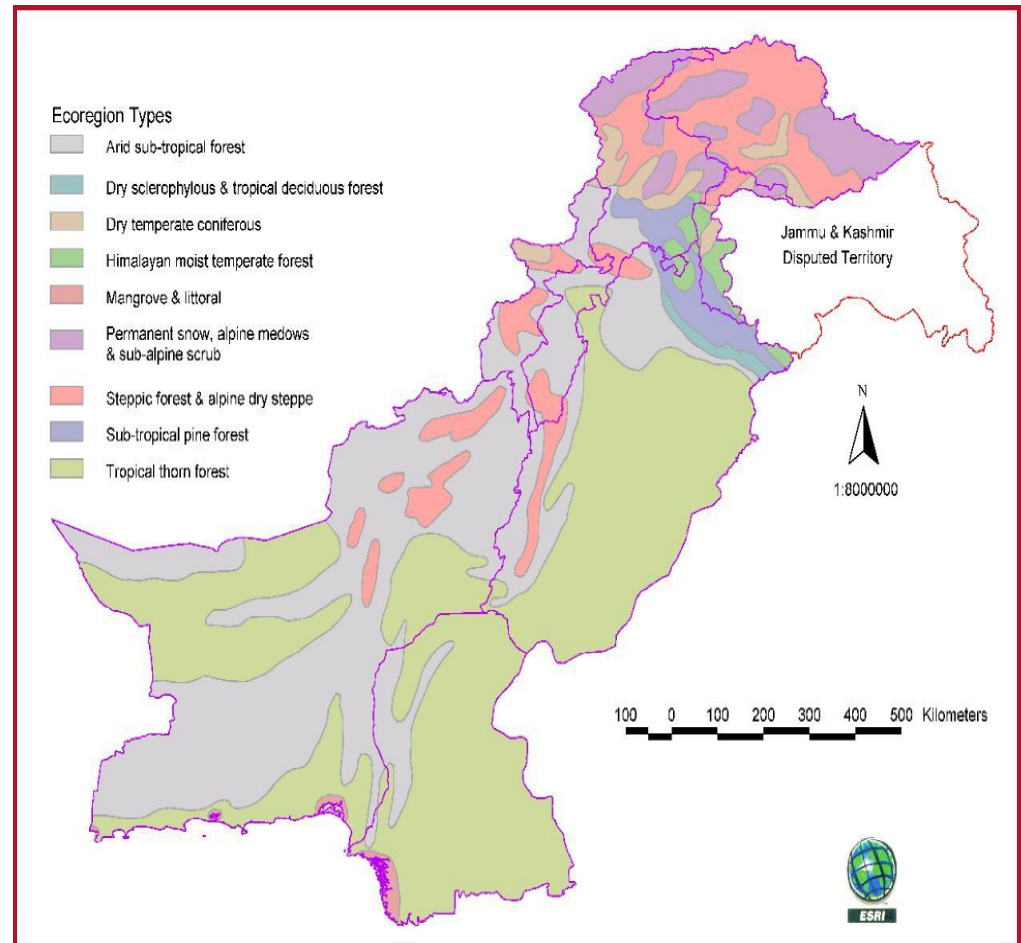 Ecoregion Types
Arid sub-tropical forest
Dry sclerophylous & tropical deciduous forest
Dry temperate coniferous
Himalayan moist temperate forest
Mangrove & littoral
Permanent snow, alpine medows
& sub-alpine scrub
Steppic forest & alpine dry steppe
Sub-tropical pine forest
Tropical thorn forest
Jammu & Kashmir
Disputed Territory
N
1:8000000
100 0 100 200 300 400 500 Kilometers
ESRI